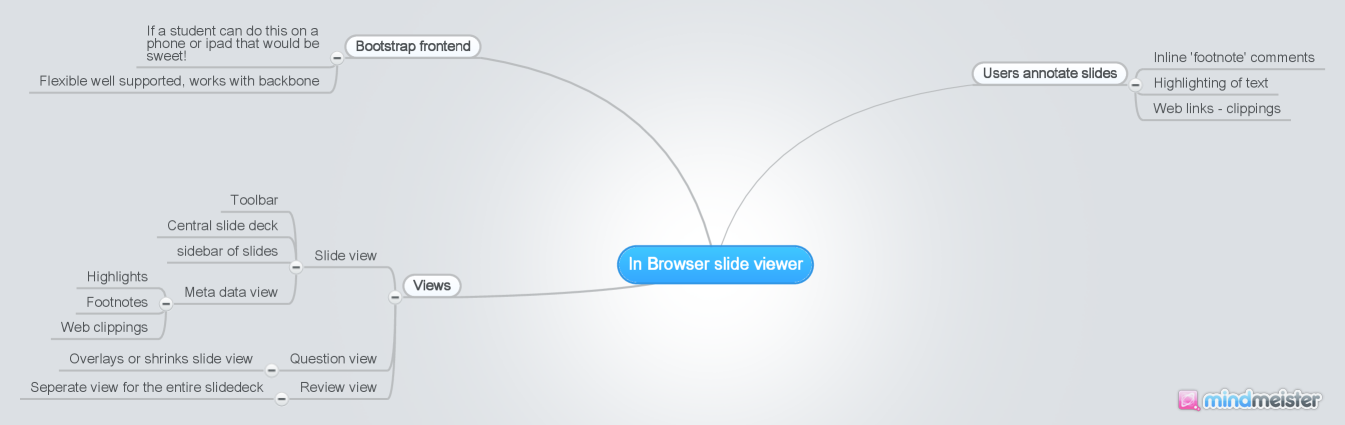 If a student can do this on a
phone or ipad that would be
sweet!
Flexible well supported, works with backbone
Bootstrap frontend
Users annotate slides
Inline 'footnote' comments
Highlighting of text
Web links - clippings
In Browser slide viewer
Toolbar
Central slide deck
sidebar of slides
Slide view
Highlights
Footnotes
Web clippings
Meta data view
Views
Overlays or shrinks slide view
Question view
Seperate view for the entire slidedeck
Review view
mindmeister